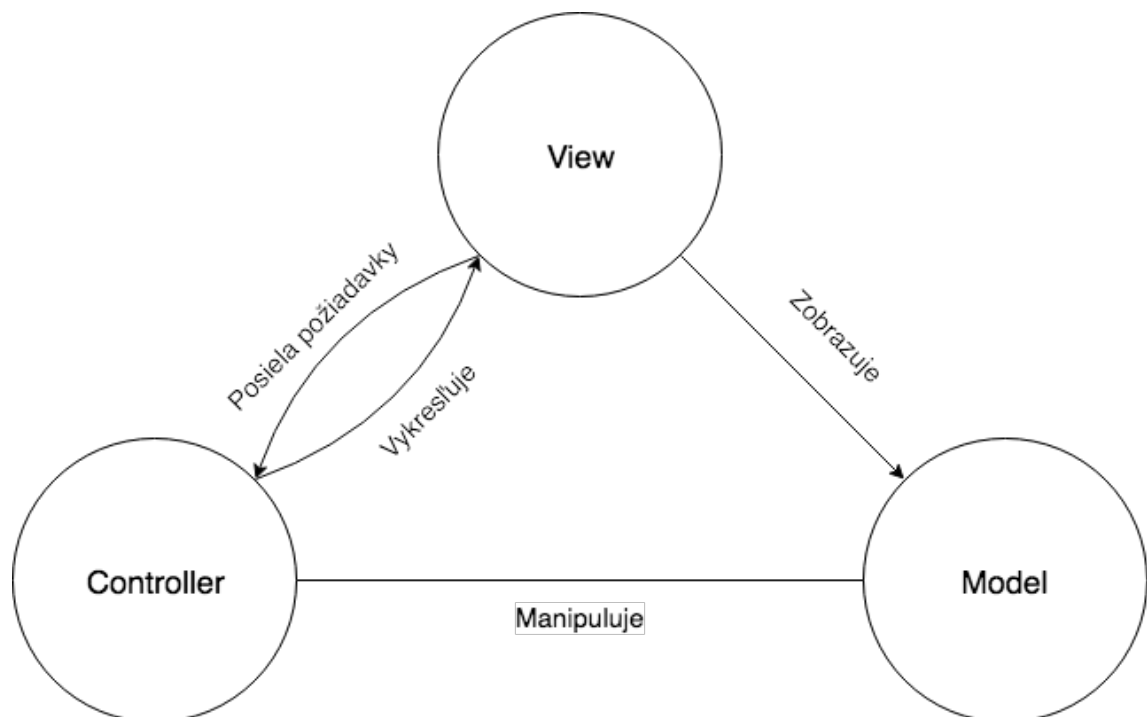 View
Posiela požiadavky
Zobrazuje
Vykresľuje
Controller
Manipuluje
Model